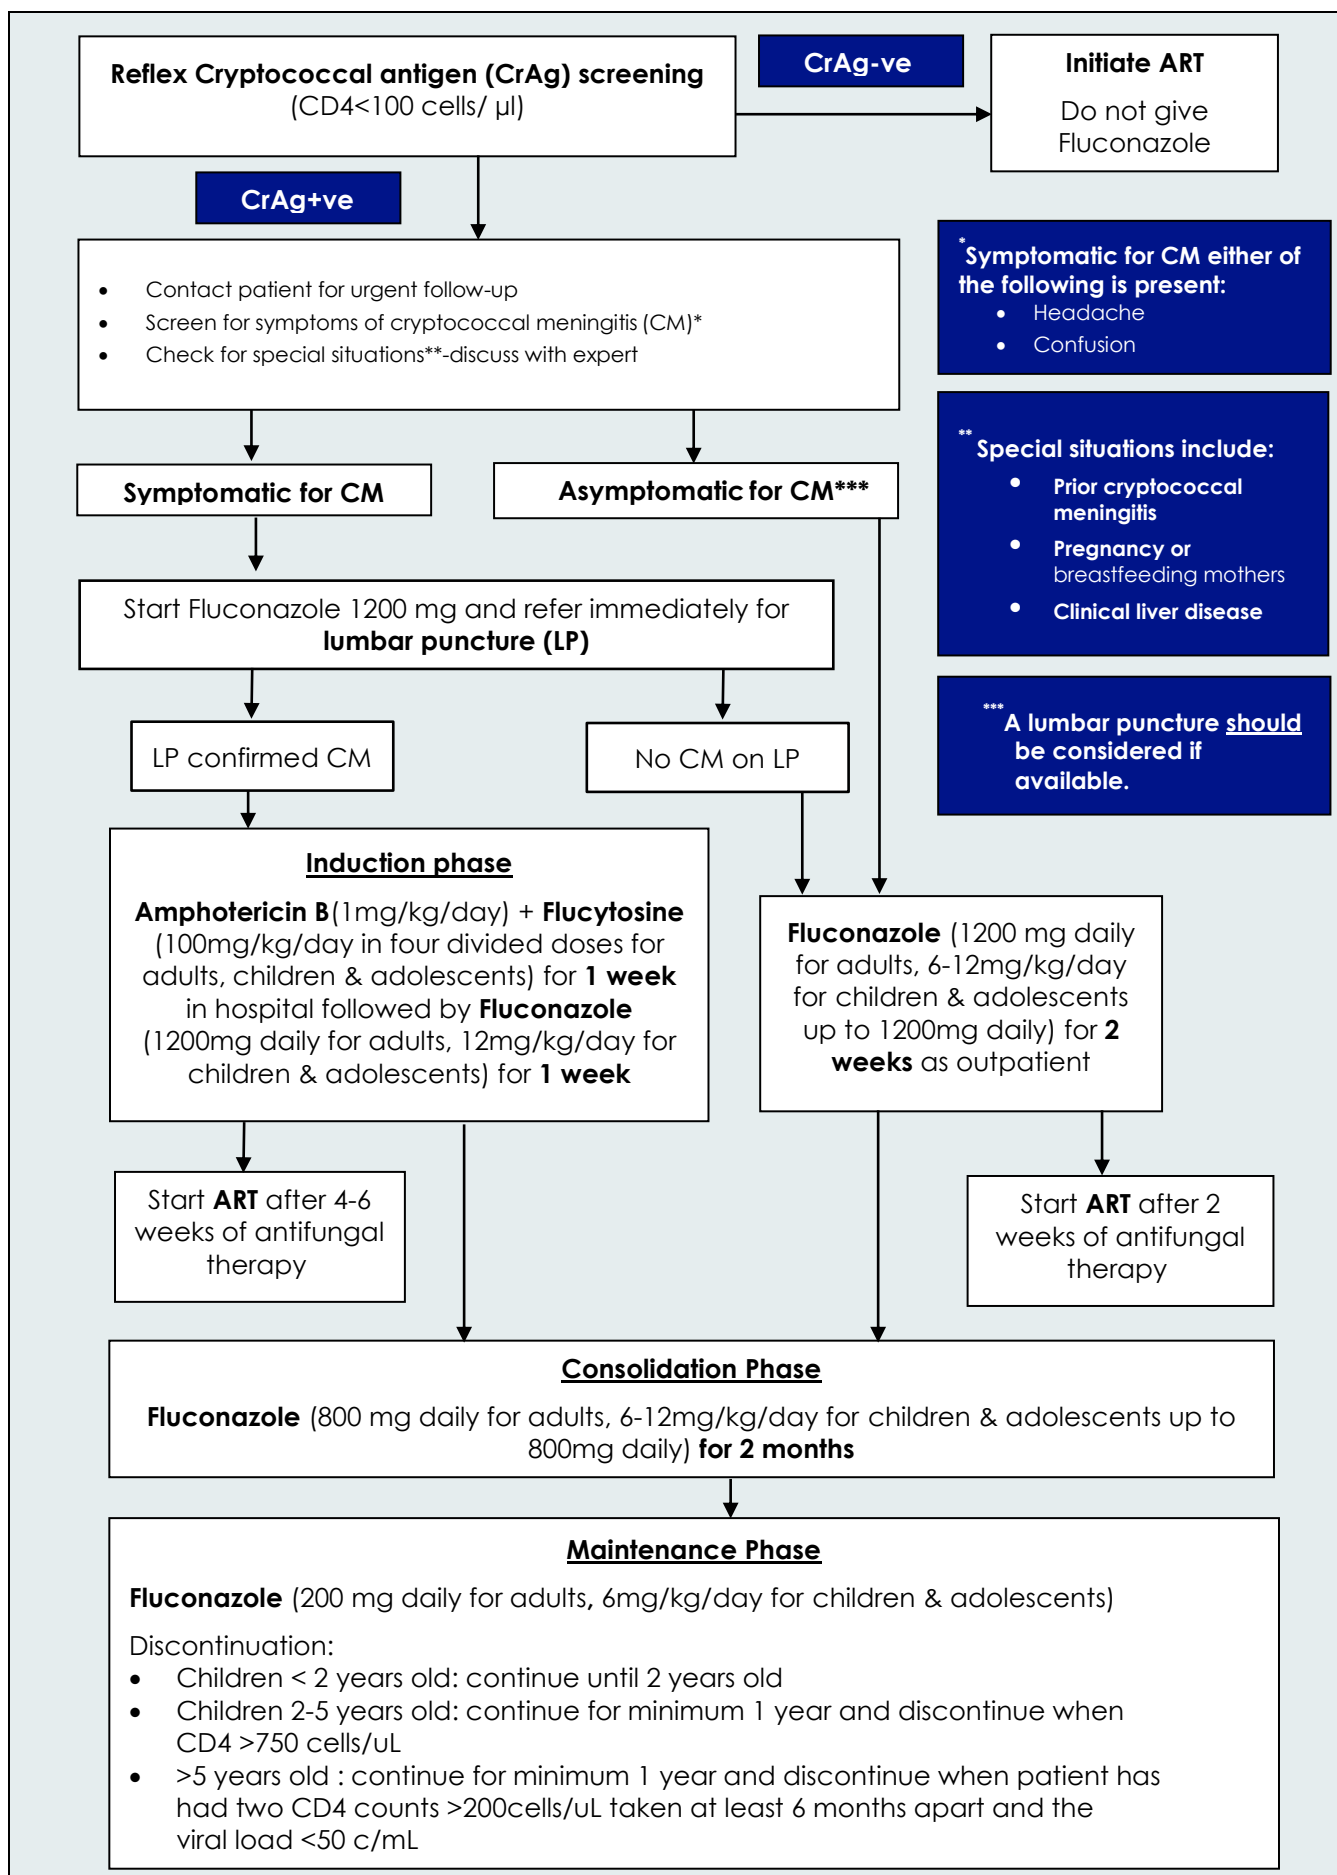 Reflex Cryptococcal antigen (CrAg) screening
(CD4<100 cells/ µl)
CrAg-ve
Initiate ART
Do not give
Fluconazole
CrAg+ve
• Contact patient for urgent follow-up
• Screen for symptoms of cryptococcal meningitis (CM)*
• Check for special situations**-discuss with expert
*Symptomatic for CM either of
the following is present:
• Headache
• Confusion
** Special situations include:
• Prior cryptococcal
meningitis
• Pregnancy or
breastfeeding mothers
• Clinical liver disease
***A lumbar puncture should
be considered if
available.
Symptomatic for CM
Asymptomatic for CM***
Start Fluconazole 1200 mg and refer immediately for
lumbar puncture (LP)
LP confirmed CM
No CM on LP
Induction phase
Amphotericin B(1mg/kg/day) + Flucytosine
(100mg/kg/day in four divided doses for
adults, children & adolescents) for 1 week
in hospital followed by Fluconazole
(1200mg daily for adults, 12mg/kg/day for
children & adolescents) for 1 week
Fluconazole (1200 mg daily
for adults, 6-12mg/kg/day
for children & adolescents
up to 1200mg daily) for 2
weeks as outpatient
Start ART after 4-6
weeks of antifungal
therapy
Start ART after 2
weeks of antifungal
therapy
Consolidation Phase
Fluconazole (800 mg daily for adults, 6-12mg/kg/day for children & adolescents up to
800mg daily) for 2 months
Maintenance Phase
Fluconazole (200 mg daily for adults, 6mg/kg/day for children & adolescents)
Discontinuation:
• Children < 2 years old: continue until 2 years old
• Children 2-5 years old: continue for minimum 1 year and discontinue when
CD4 >750 cells/uL
• >5 years old : continue for minimum 1 year and discontinue when patient has
had two CD4 counts >200cells/uL taken at least 6 months apart and the
viral load <50 c/mL